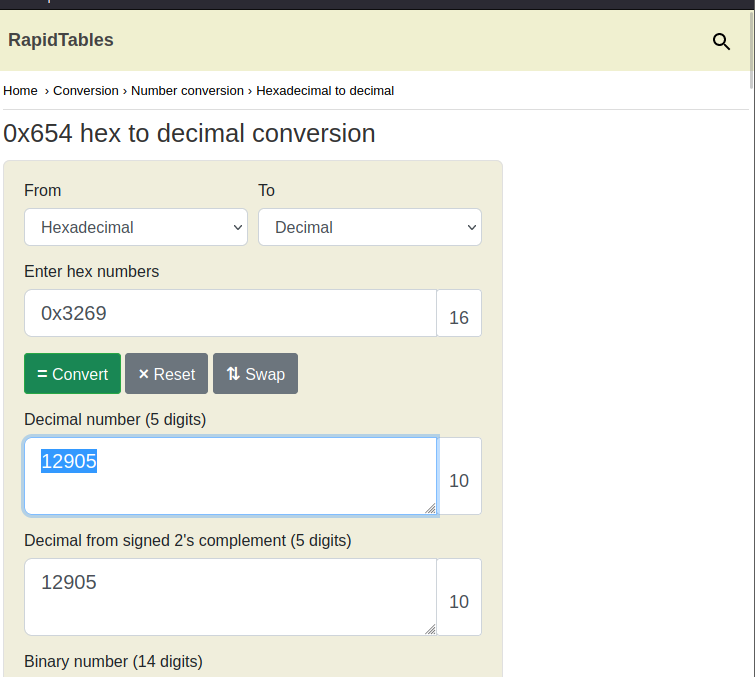 RapidTables
Home › Conversion › Number conversion › Hexadecimal to decimal
0x654 hex to decimal conversion
From To
Hexadecimal Decimal
Enter hex numbers
0x3269 16
= Convert × Reset ⇅ Swap
Decimal number (5 digits)
12905 10
Decimal from signed 2's complement (5 digits)
12905 10
Binary number (14 digits)